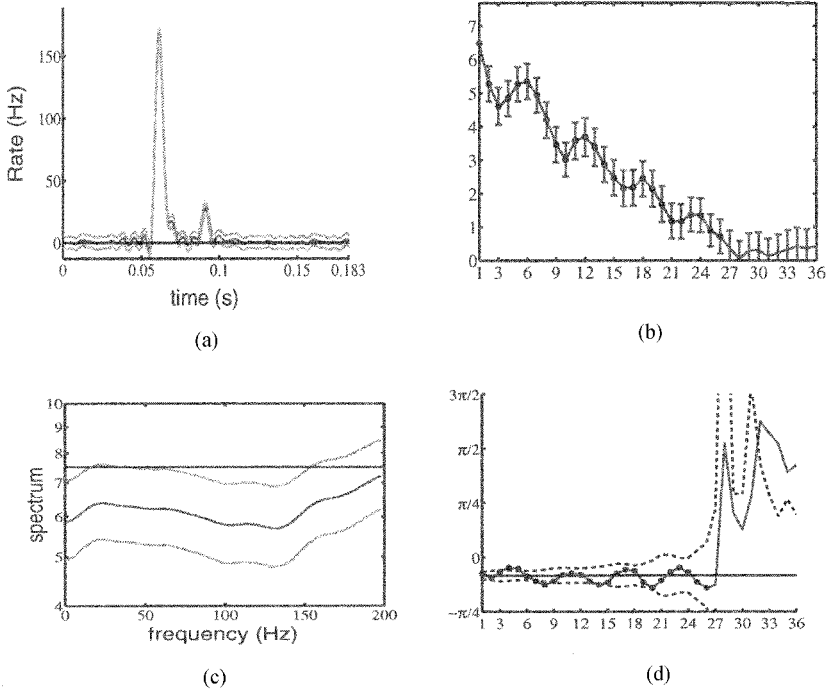 Rate (Hz)
150
100
50
0
0 0.05 0.1 0.15 0.183
time (s)
(a)
7
6
5
4
3
2
1
0
1 3 6 9 12 15 18 21 24 27 30 33 36
(b)
spectrum
10
9
8
7
6
5
4
0 50 100 150 200
frequency (Hz)
(c)
3π/2
π/2
π/4
0
−π/4
1 3 6 9 12 15 18 21 24 27 30 33 36
(d)